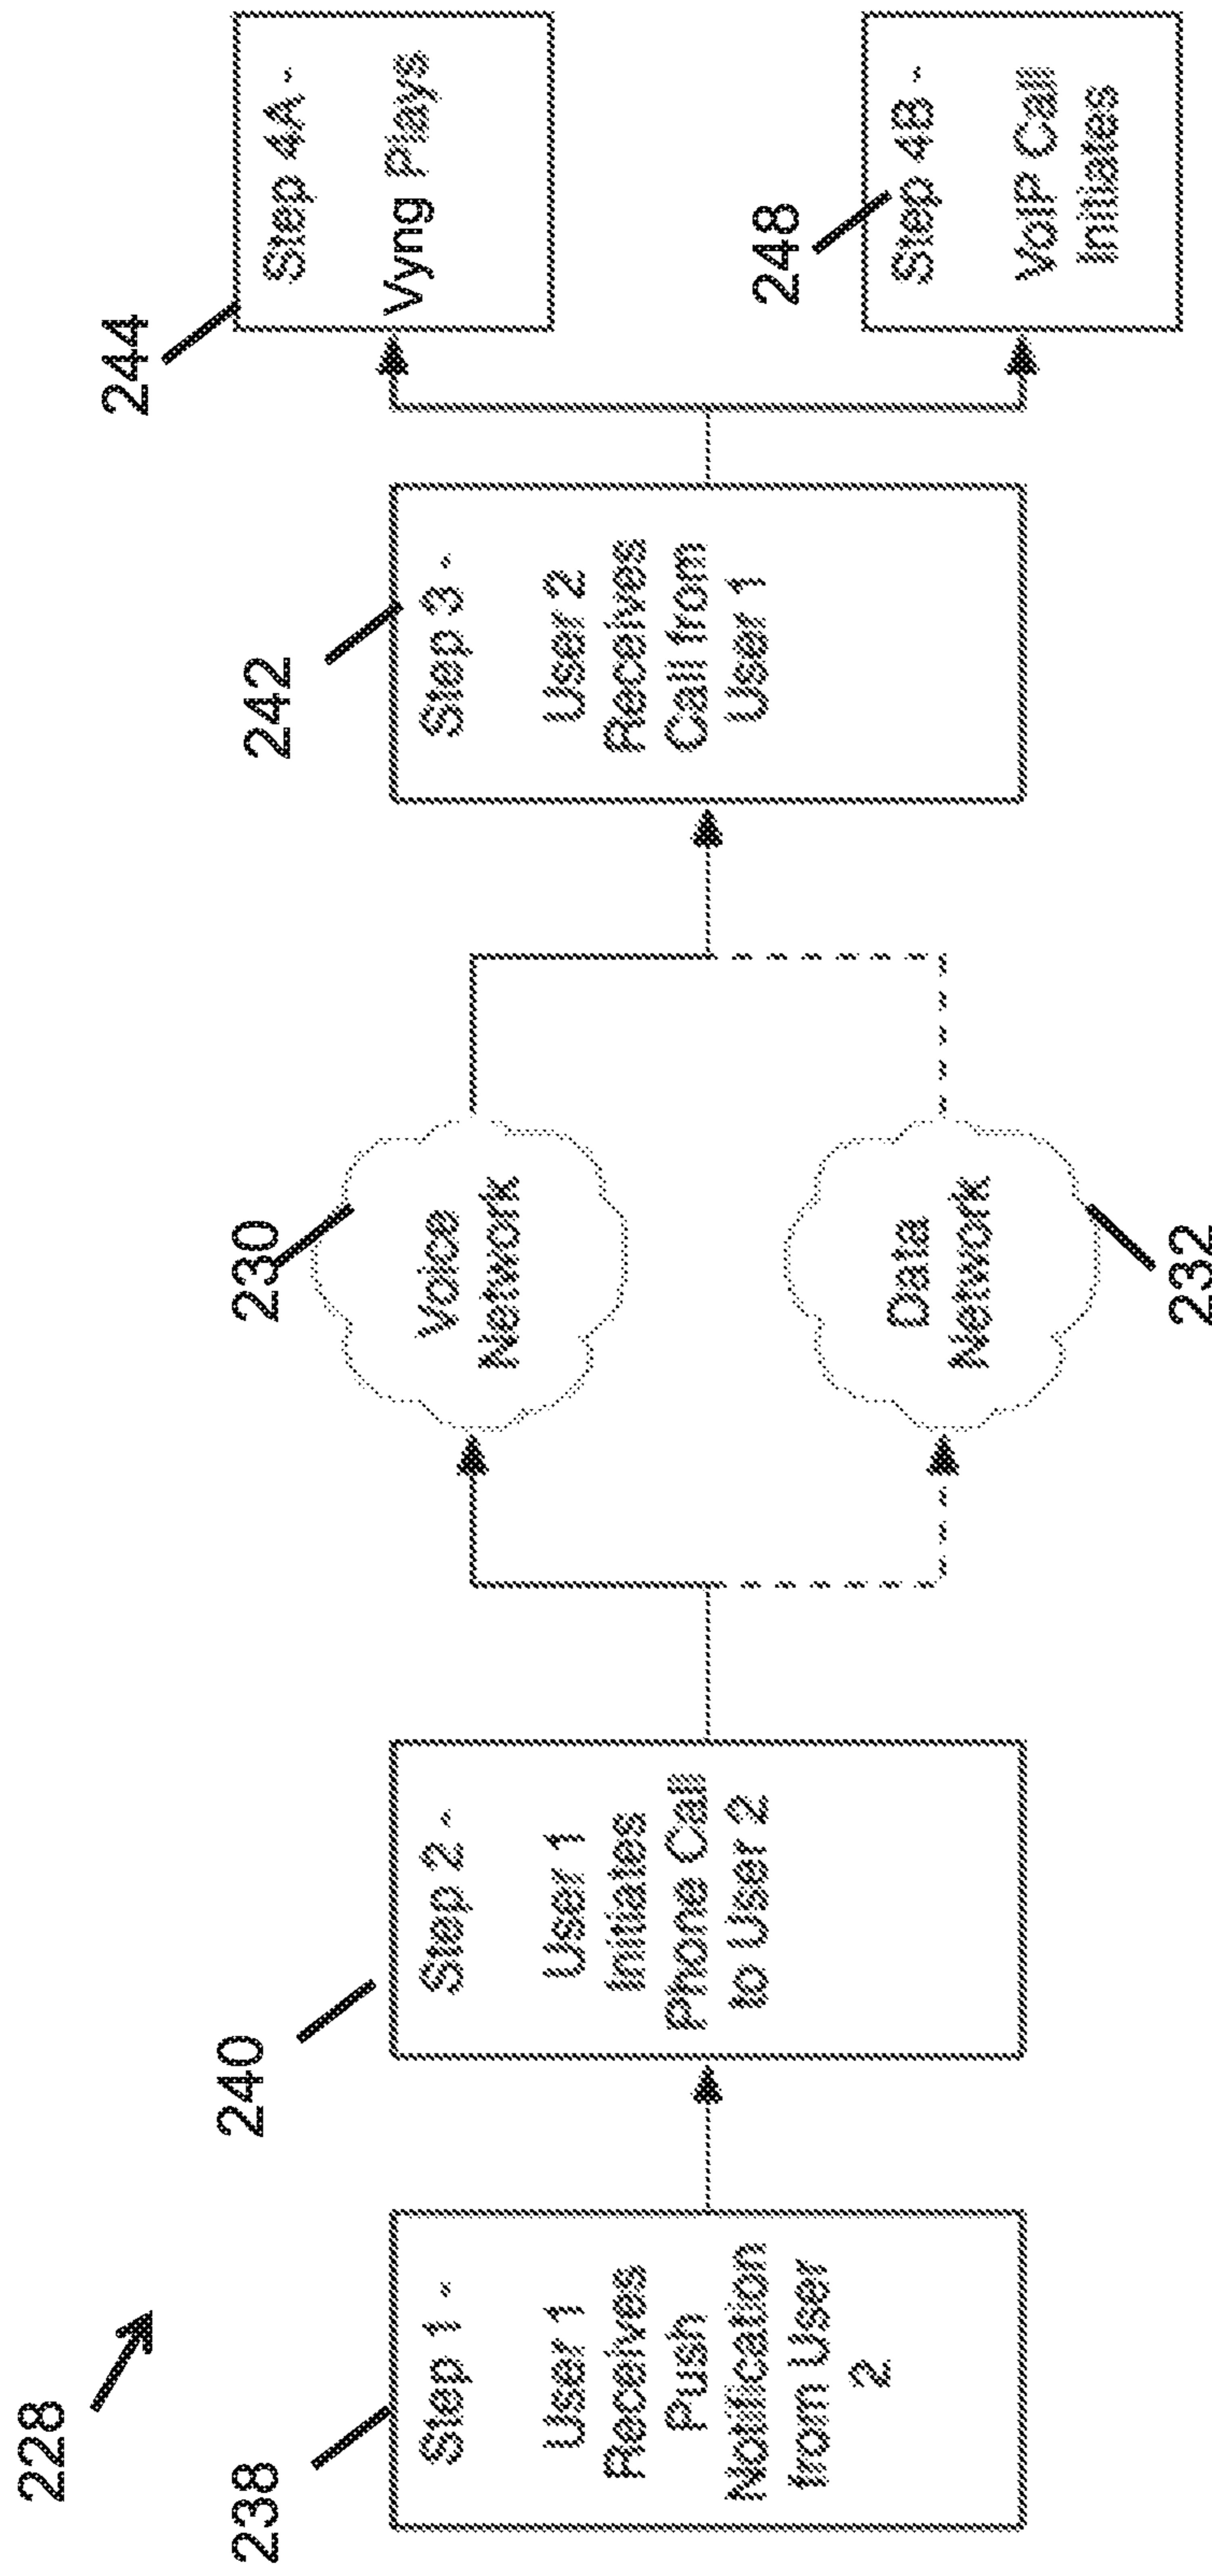 228
238
Step 1 -
User 1
Receives
Push
Notification
from User
2
240
Step 2 -
User 1
Initiates
Phone Call
to User 2
230
Voice
Network
Data
Network
232
242
Step 3 -
User 2
Receives
Call from
User 1
244
Step 4A -
Vyng Plays
248
Step 4B -
VoIP Call
Initiates